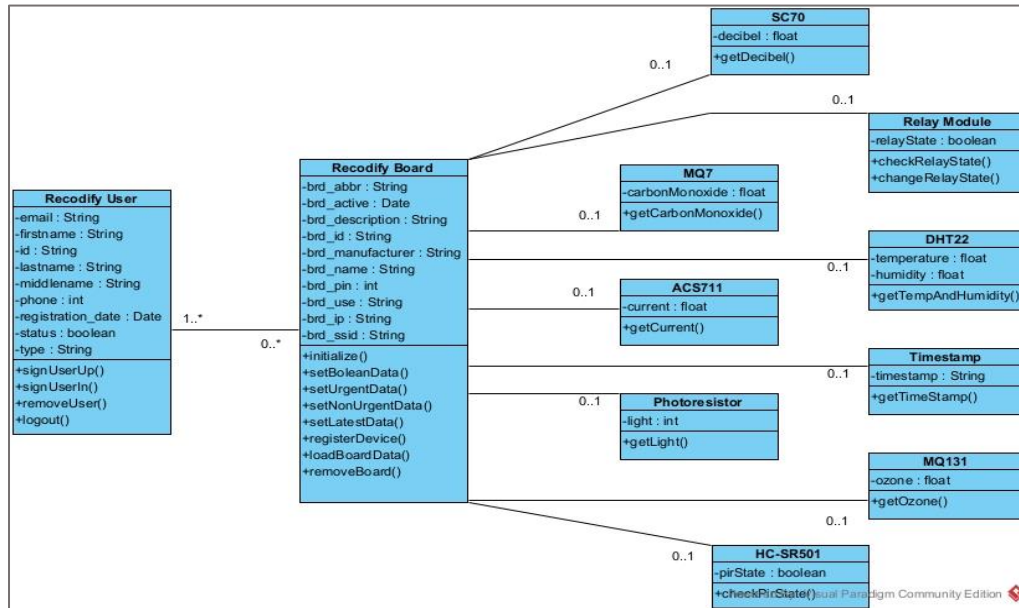 SC70
-decibel : float
+getDecibel()
0..1
0..1
Relay Module
-relayState : boolean
+checkRelayState()
+changeRelayState()
Recodify Board
-brd_abbr : String
-brd_active : Date
-brd_description : String
-brd_id : String
-brd_manufacturer : String
-brd_name : String
-brd_pin : int
-brd_use : String
-brd_ip : String
-brd_ssid : String
+initialize()
+setBoleanData()
+setUrgentData()
+setNonUrgentData()
+setLatestData()
+registerDevice()
+loadBoardData()
+removeBoard()
MQ7
-carbonMonoxide : float
+getCarbonMonoxide()
0..1
Recodify User
-email : String
-firstname : String
-id : String
-lastname : String
-middlename : String
-phone : int
-registration_date : Date
-status : boolean
-type : String
+signUserUp()
+signUserIn()
+removeUser()
+logout()
1..*
0..*
DHT22
-temperature : float
-humidity : float
+getTempAndHumidity()
0..1
ACS711
-current : float
+getCurrent()
0..1
Timestamp
-timestamp : String
+getTimeStamp()
0..1
Photoresistor
-light : int
+getLight()
0..1
MQ131
-ozone : float
+getOzone()
0..1
HC-SR501
-pirState : boolean
+checkPirState()
0..1
Visual Paradigm Community Edition